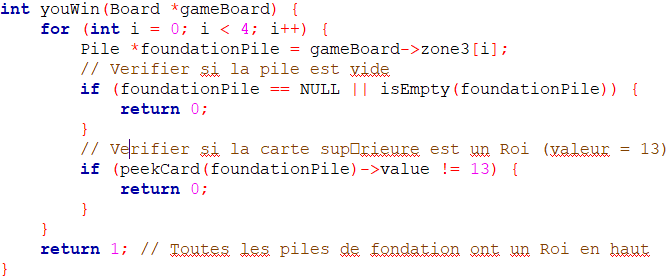 int youWin(Board *gameBoard) {
    for (int i = 0; i < 4; i++) {
        Pile *foundationPile = gameBoard->zone3[i];
        // Verifier si la pile est vide
        if (foundationPile == NULL || isEmpty(foundationPile)) {
            return 0;
        }
        // Verifier si la carte sup□rieure est un Roi (valeur = 13)
        if (peekCard(foundationPile)->value != 13) {
            return 0;
        }
    }
    return 1; // Toutes les piles de fondation ont un Roi en haut
}